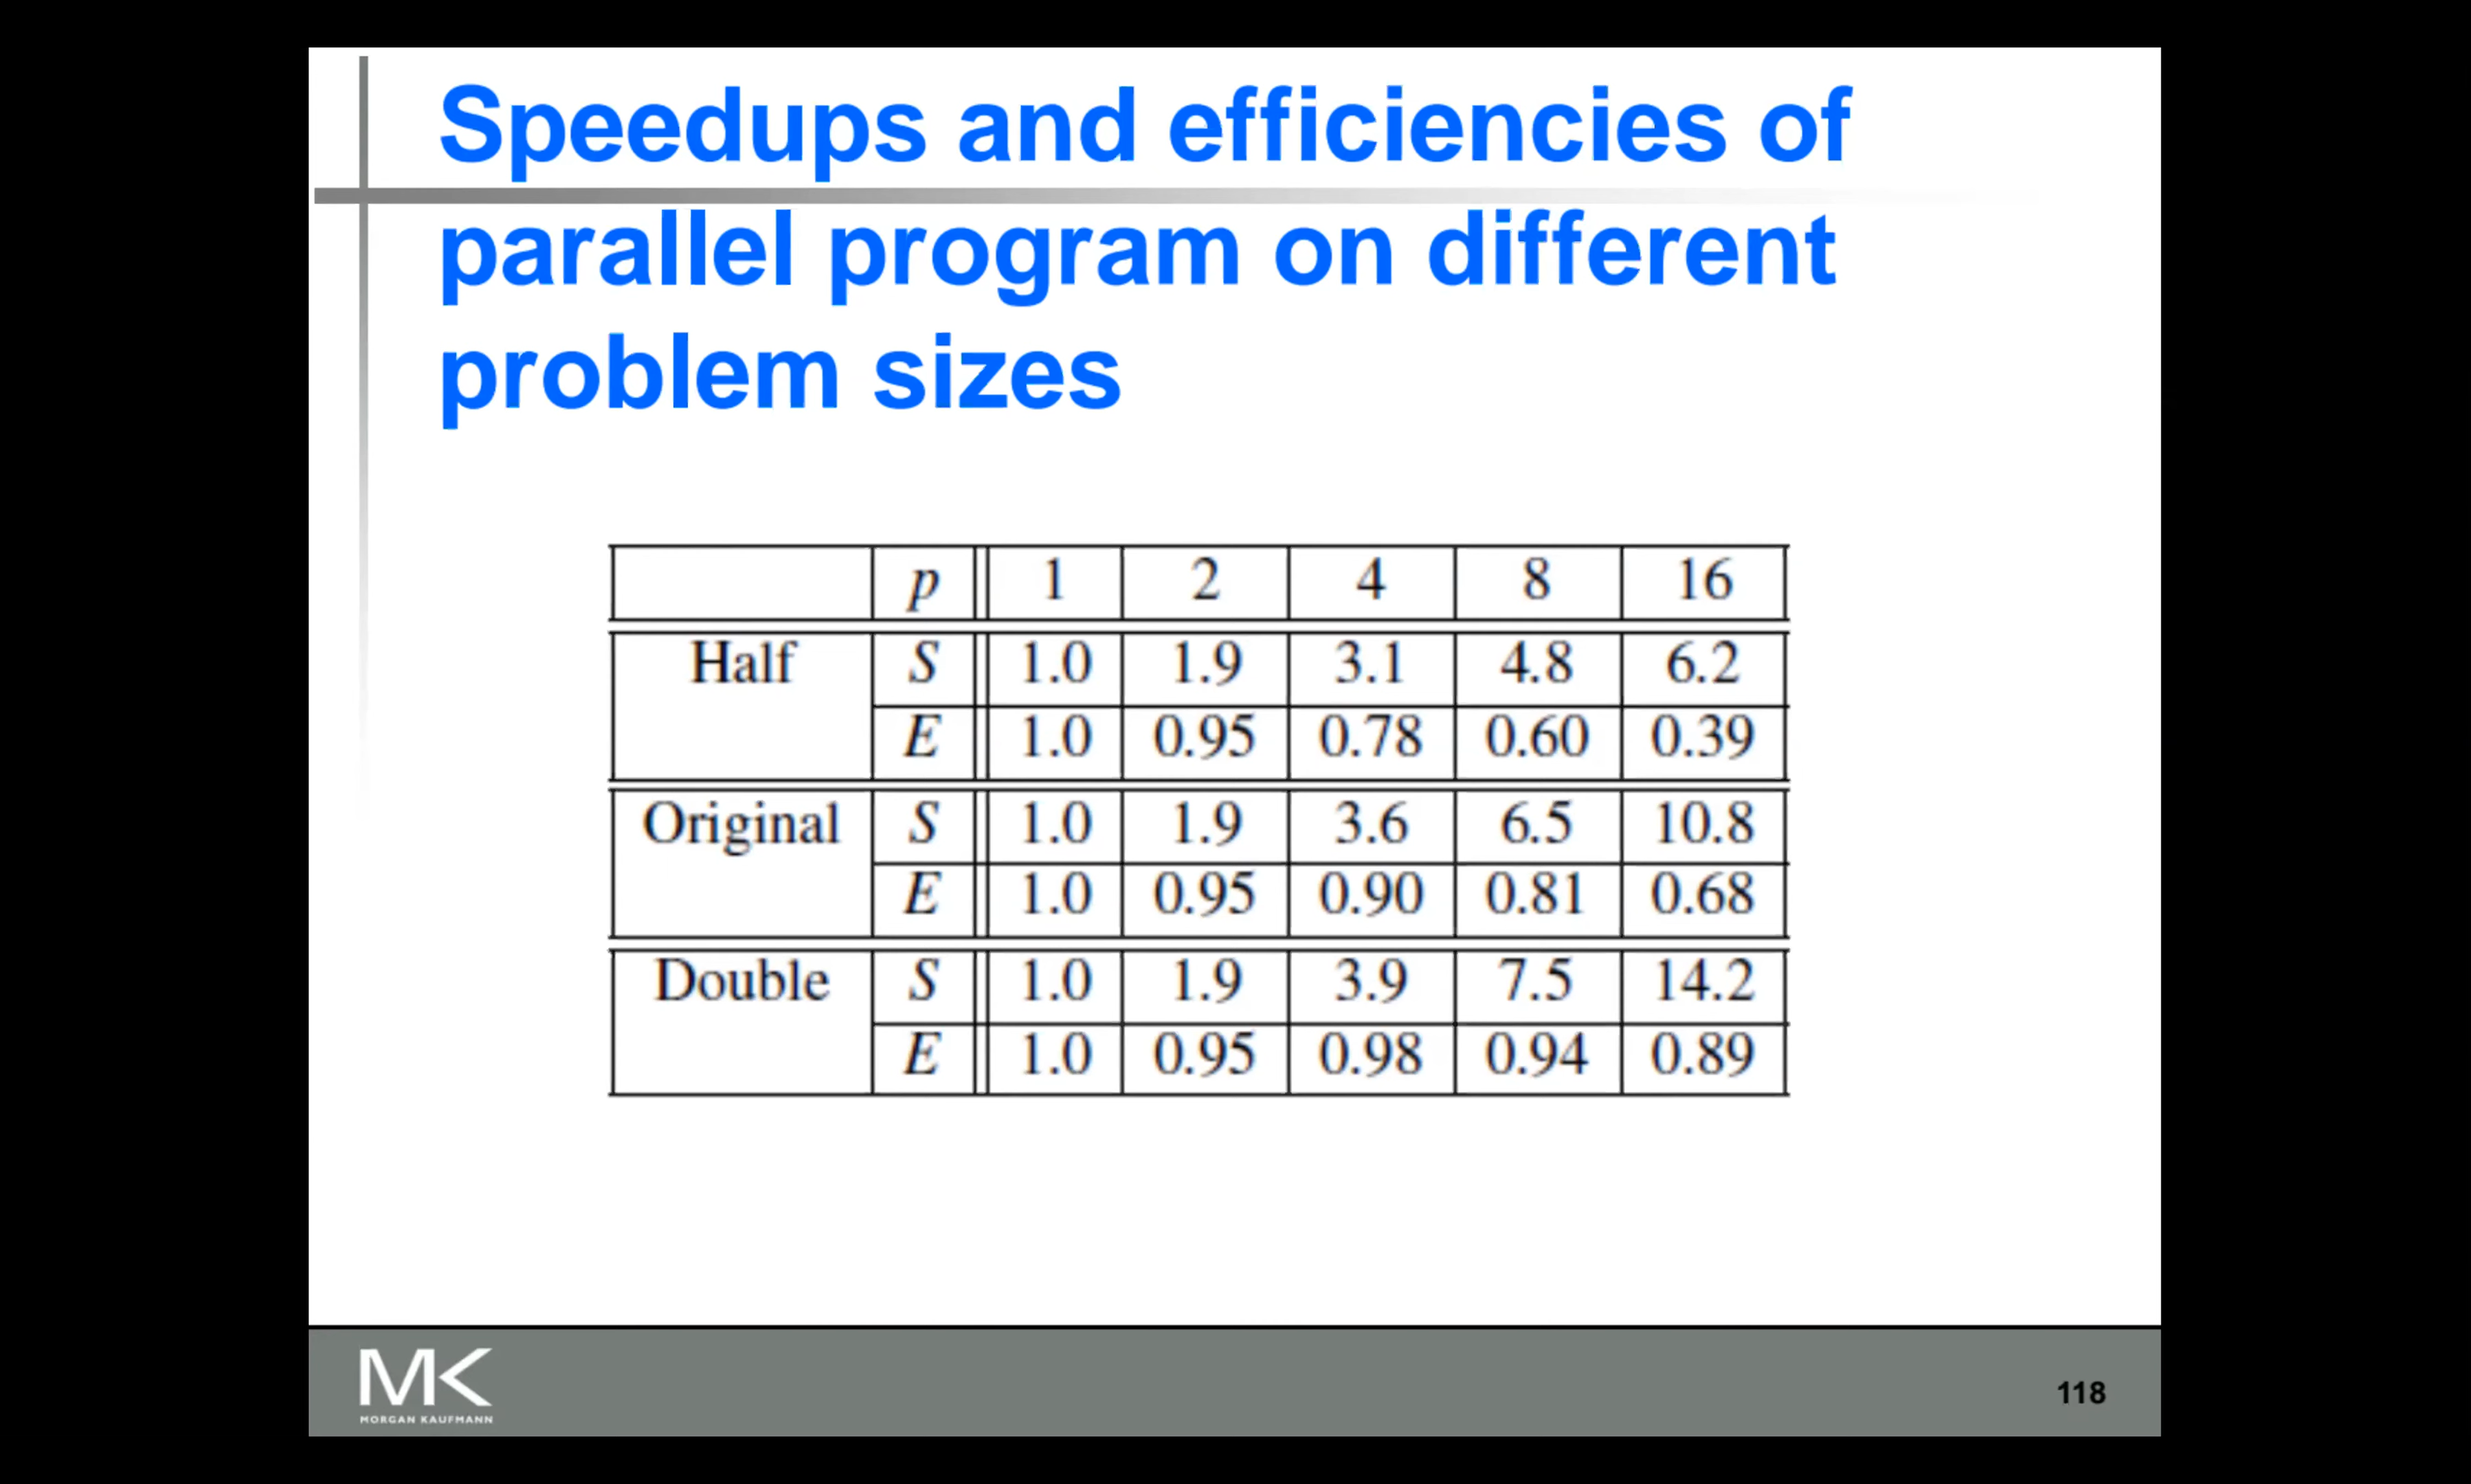 Speedups and efficiencies of
parallel program on different
problem sizes
p 1 2 4 8 16
Half S 1.0 1.9 3.1 4.8 6.2
E 1.0 0.95 0.78 0.60 0.39
Original S 1.0 1.9 3.6 6.5 10.8
E 1.0 0.95 0.90 0.81 0.68
Double S 1.0 1.9 3.9 7.5 14.2
E 1.0 0.95 0.98 0.94 0.89
MK
MORGAN KAUFMANN
118